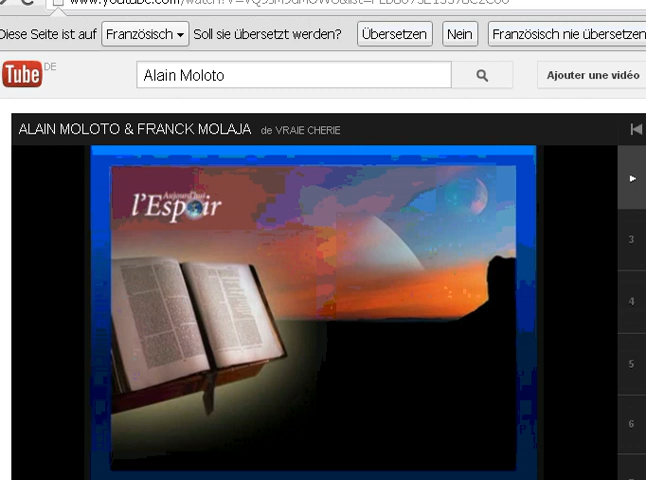 Diese Seite ist auf Französisch Soll sie übersetzt werden? Übersetzen Nein Französisch nie übersetzen
Tube DE Alain Moloto Ajouter une vidéo
ALAIN MOLOTO & FRANCK MOLAJA de VRAIE CHERIE
Aujourd'hui
l'Espoir
3
4
5
6